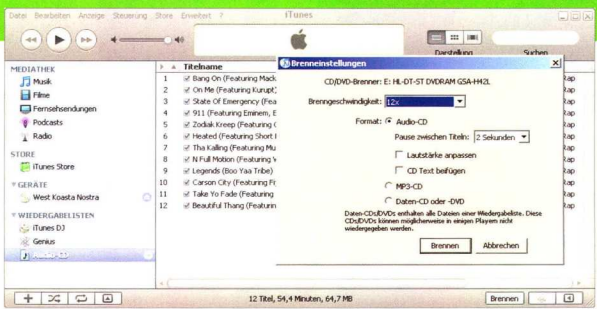 Datei Bearbeiten Anzeige Steuerung Store Erweitert ? iTunes
Darstellung Suchen
MEDIATHEK
Musik
Filme
Fernsehsendungen
Podcasts
Radio
STORE
iTunes Store
GERÄTE
West Koasta Nostra
WIEDERGABELISTEN
iTunes DJ
Genius
Audio-CD
Titelname
1 Bang On (Featuring Mack Rap
2 On Me (Featuring Kurupt) Rap
3 State Of Emergency (Fea Rap
4 911 (Featuring Eminem, E Rap
5 Zodiak Kreep (Featuring Rap
6 Heated (Featuring Short Rap
7 Tha Kalling (Featuring Mu Rap
8 N Full Motion (Featuring Rap
9 Legends (Boo Yaa Tribe) Rap
10 Carson City (Featuring Rap
11 Take Yo Fade (Featuring Rap
12 Beautiful Thang (Featurin Rap
Brenneinstellungen
CD/DVD-Brenner: E: HL-DT-ST DVDRAM GSA-H42L
Brenngeschwindigkeit: 12x
Format: Audio-CD
Pause zwischen Titeln: 2 Sekunden
Lautstärke anpassen
CD Text beifügen
MP3-CD
Daten-CD oder -DVD
Daten-CDs/DVDs enthalten alle Dateien einer Wiedergabeliste. Diese
CDs/DVDs können möglicherweise in einigen Playern nicht
wiedergegeben werden.
Brennen Abbrechen
12 Titel, 54,4 Minuten, 64,7 MB
Brennen